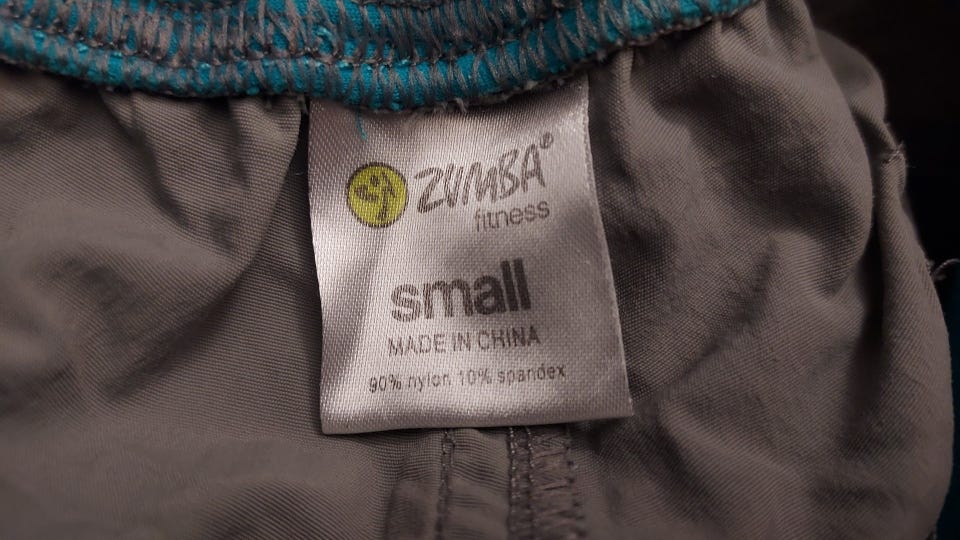 ZUMBA®
fitness
small
MADE IN CHINA
90% nylon 10% spandex